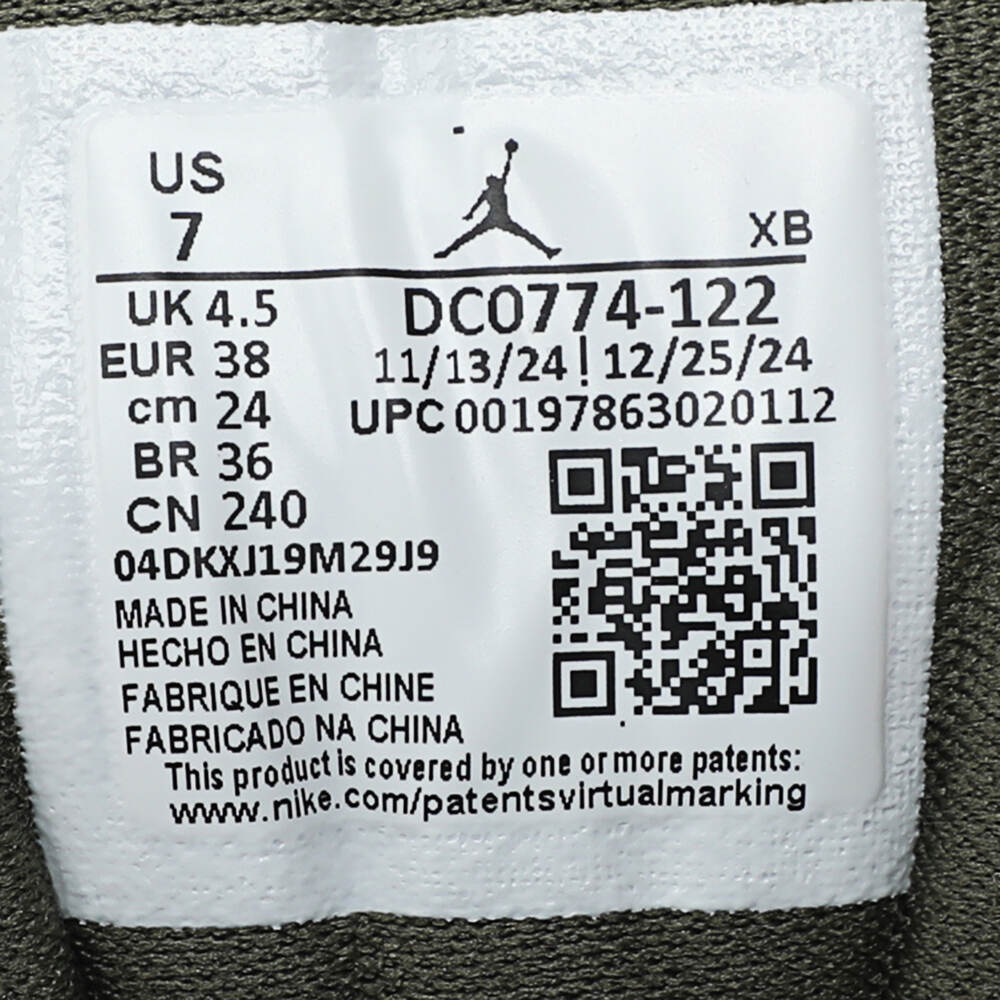 US
7
XB
UK 4.5
DC0774-122
EUR 38
11/13/24 | 12/25/24
cm 24
UPC 00197863020112
BR 36
CN 240
04DKXJ19M29J9
MADE IN CHINA
HECHO EN CHINA
FABRIQUE EN CHINE
FABRICADO NA CHINA
This product is covered by one or more patents:
www.nike.com/patentsvirtualmarking